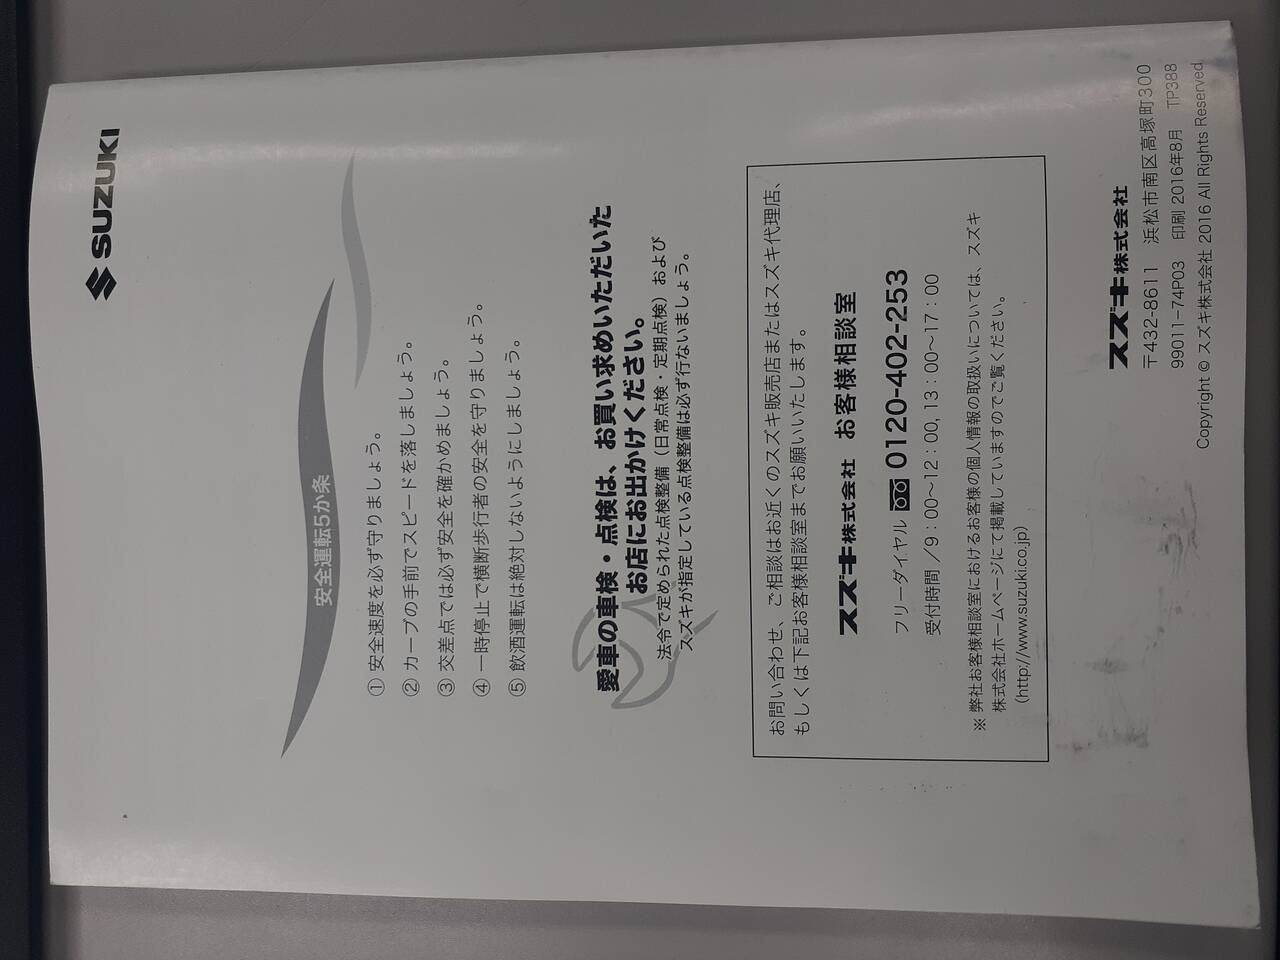 SUZUKI
安全運転5か条
① 安全速度を必ず守りましょう。
② カーブの手前でスピードを落しましょう。
③ 交差点では必ず安全を確かめましょう。
④ 一時停止で横断歩行者の安全を守りましょう。
⑤ 飲酒運転は絶対しないようにしましょう。
愛車の車検・点検は、お買い求めいただいた
お店にお出かけください。
法令で定められた点検整備（日常点検・定期点検）および
スズキが指定している点検整備は必ず行ないましょう。
お問い合わせ、ご相談はお近くのスズキ販売店またはスズキ代理店、
もしくは下記お客様相談室までお願いいたします。
スズキ株式会社 お客様相談室
フリーダイヤル 0120-402-253
受付時間／9：00～12：00, 13：00～17：00
※ 弊社お客様相談室におけるお客様の個人情報の取扱いについては、スズキ
株式会社ホームページにて掲載していますのでご覧ください。
（http://www.suzuki.co.jp）
スズキ株式会社
〒432-8611 浜松市南区高塚町300
99011-74P03 印刷 2016年8月 TP388
Copyright © スズキ株式会社 2016 All Rights Reserved.